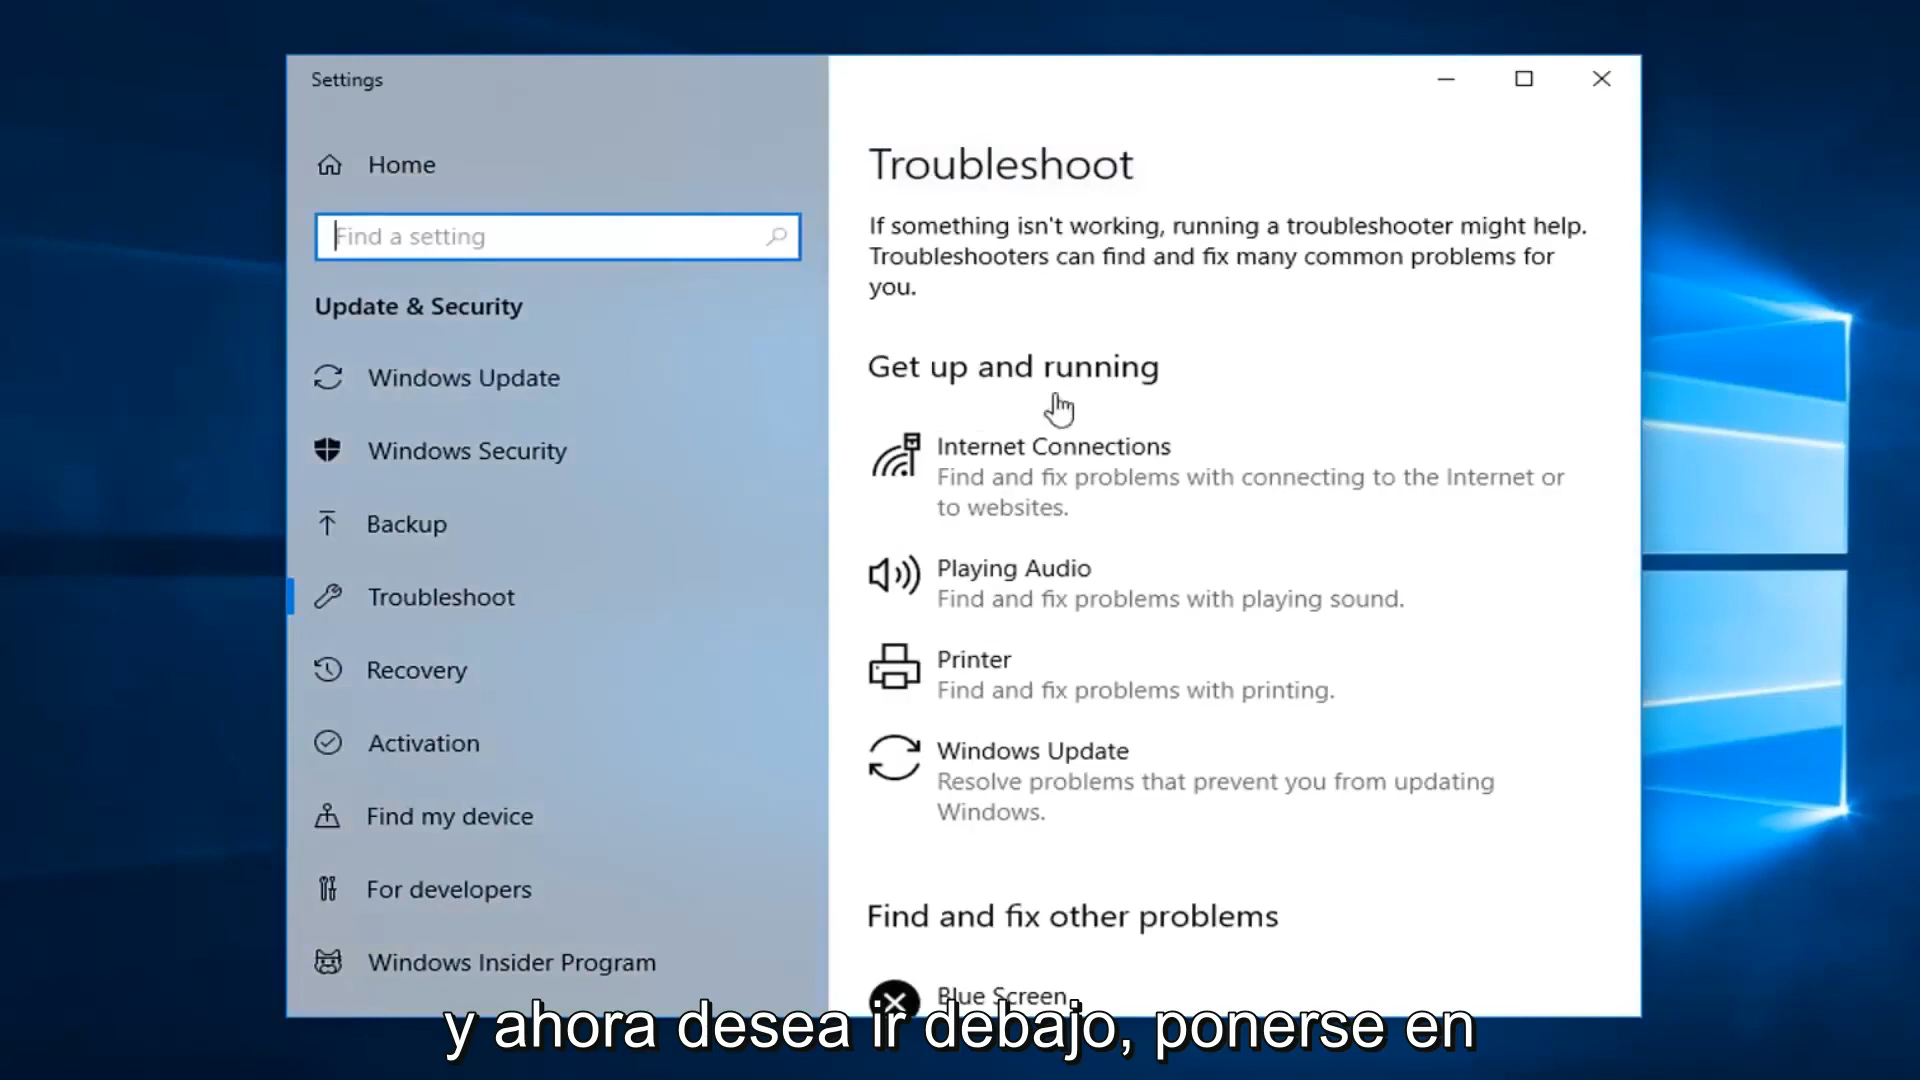 Settings
Home
Find a setting
Update & Security
Windows Update
Windows Security
Backup
Troubleshoot
Recovery
Activation
Find my device
For developers
Windows Insider Program
Troubleshoot
If something isn't working, running a troubleshooter might help.
Troubleshooters can find and fix many common problems for
you.
Get up and running
Internet Connections
Find and fix problems with connecting to the Internet or
to websites.
Playing Audio
Find and fix problems with playing sound.
Printer
Find and fix problems with printing.
Windows Update
Resolve problems that prevent you from updating
Windows.
Find and fix other problems
Blue Screen
y ahora desea ir debajo, ponerse en